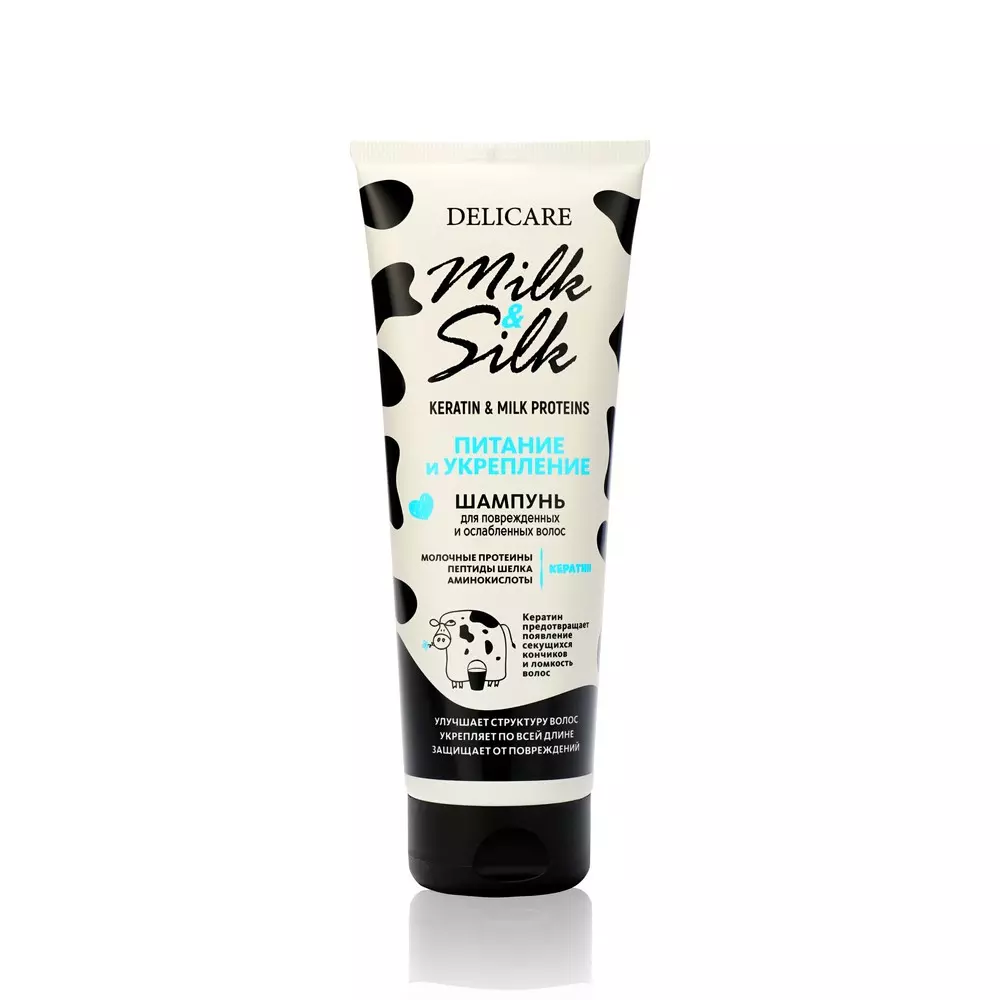 DELICARE
Milk
&
Silk
KERATIN & MILK PROTEINS
ПИТАНИЕ
и УКРЕПЛЕНИЕ
ШАМПУНЬ
для поврежденных
и ослабленных волос
МОЛОЧНЫЕ ПРОТЕИНЫ
ПЕПТИДЫ ШЕЛКА
АМИНОКИСЛОТЫ
КЕРАТИН
Кератин
предотвращает
появление
секущихся
кончиков
и ломкость
волос
УЛУЧШАЕТ СТРУКТУРУ ВОЛОС
УКРЕПЛЯЕТ ПО ВСЕЙ ДЛИНЕ
ЗАЩИЩАЕТ ОТ ПОВРЕЖДЕНИЙ